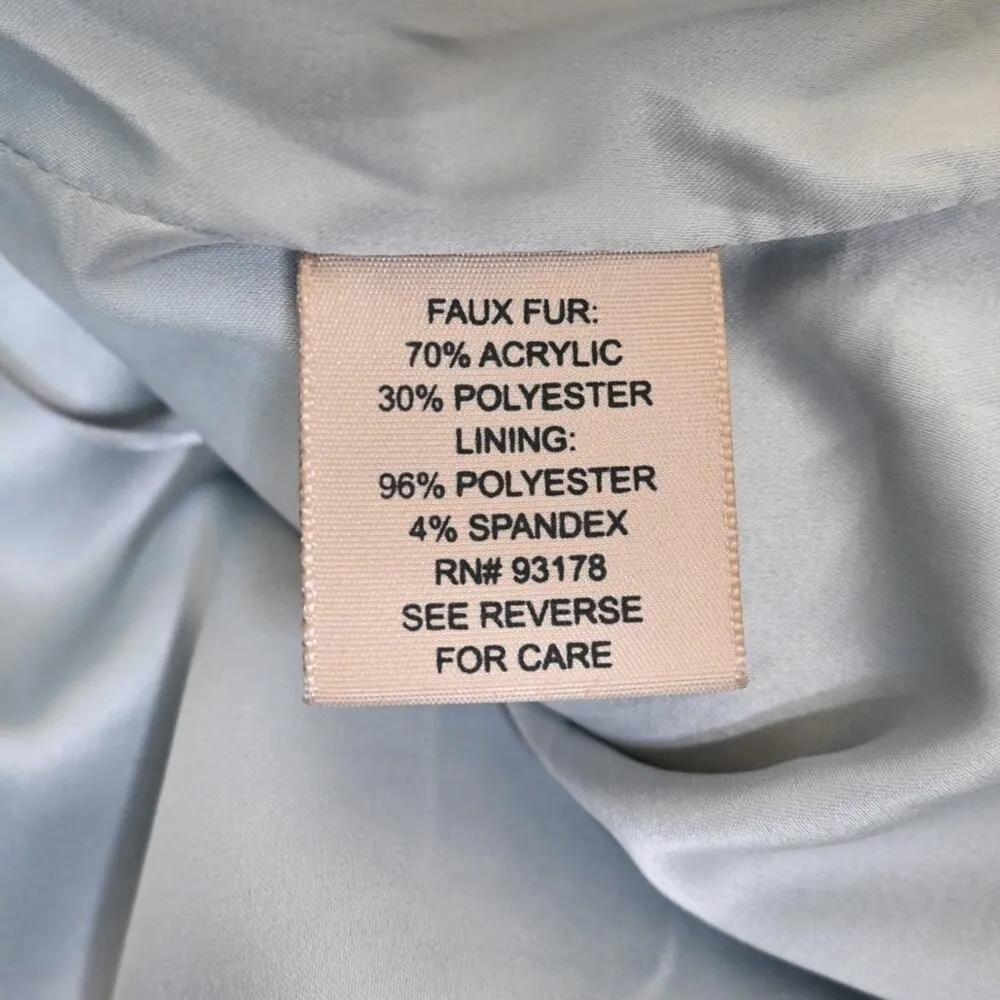 FAUX FUR:
70% ACRYLIC
30% POLYESTER
LINING:
96% POLYESTER
4% SPANDEX
RN# 93178
SEE REVERSE
FOR CARE